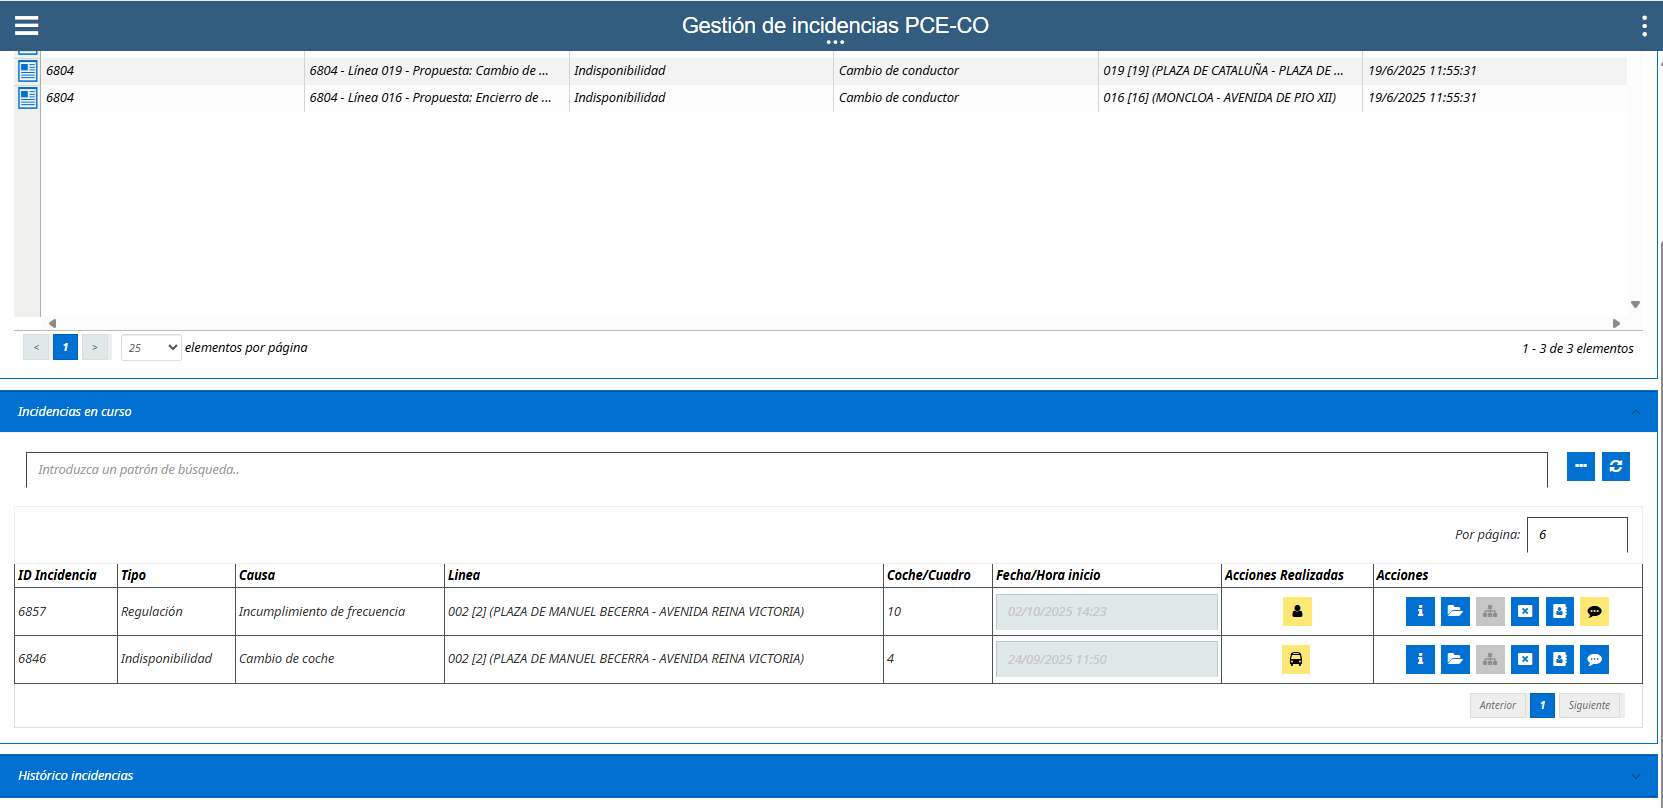 Gestión de incidencias PCE-CO
6804 6804 - Línea 019 - Propuesta: Cambio de ... Indisponibilidad Cambio de conductor 019 [19] (PLAZA DE CATALUÑA - PLAZA DE ... 19/6/2025 11:55:31
6804 6804 - Línea 016 - Propuesta: Encierro de ... Indisponibilidad Cambio de conductor 016 [16] (MONCLOA - AVENIDA DE PIO XII) 19/6/2025 11:55:31
< 1 > 25 elementos por página 1 - 3 de 3 elementos
Incidencias en curso
Introduzca un patrón de búsqueda..
Por página: 6
ID Incidencia Tipo Causa Linea Coche/Cuadro Fecha/Hora inicio Acciones Realizadas Acciones
6857 Regulación Incumplimiento de frecuencia 002 [2] (PLAZA DE MANUEL BECERRA - AVENIDA REINA VICTORIA) 10 02/10/2025 14:23
6846 Indisponibilidad Cambio de coche 002 [2] (PLAZA DE MANUEL BECERRA - AVENIDA REINA VICTORIA) 4 24/09/2025 11:50
Anterior 1 Siguiente
Histórico incidencias